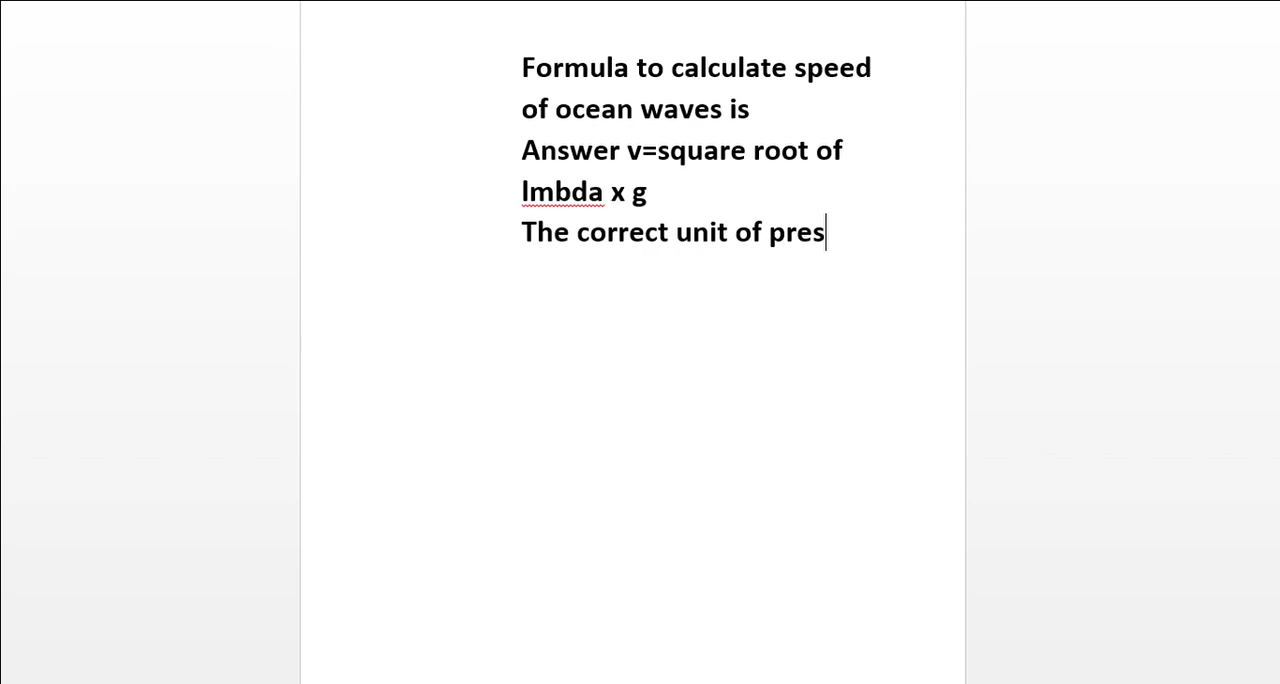 Formula to calculate speed
of ocean waves is
Answer v=square root of
lmbda x g
The correct unit of pres